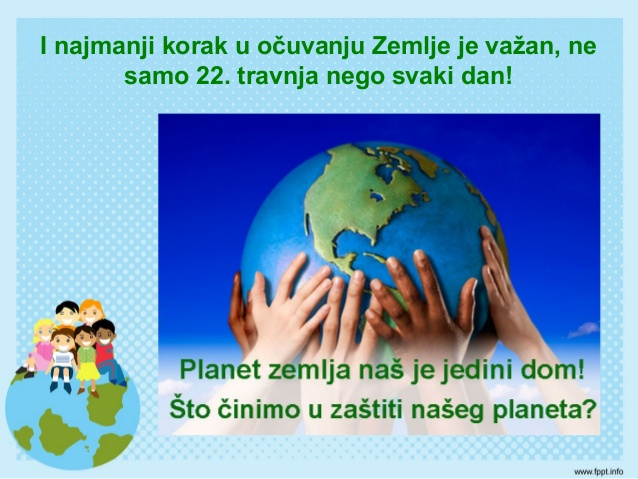 I najmanji korak u očuvanju Zemlje je važan, ne
samo 22. travnja nego svaki dan!
Planet zemlja naš je jedini dom!
Što činimo u zaštiti našeg planeta?
www.fppt.info